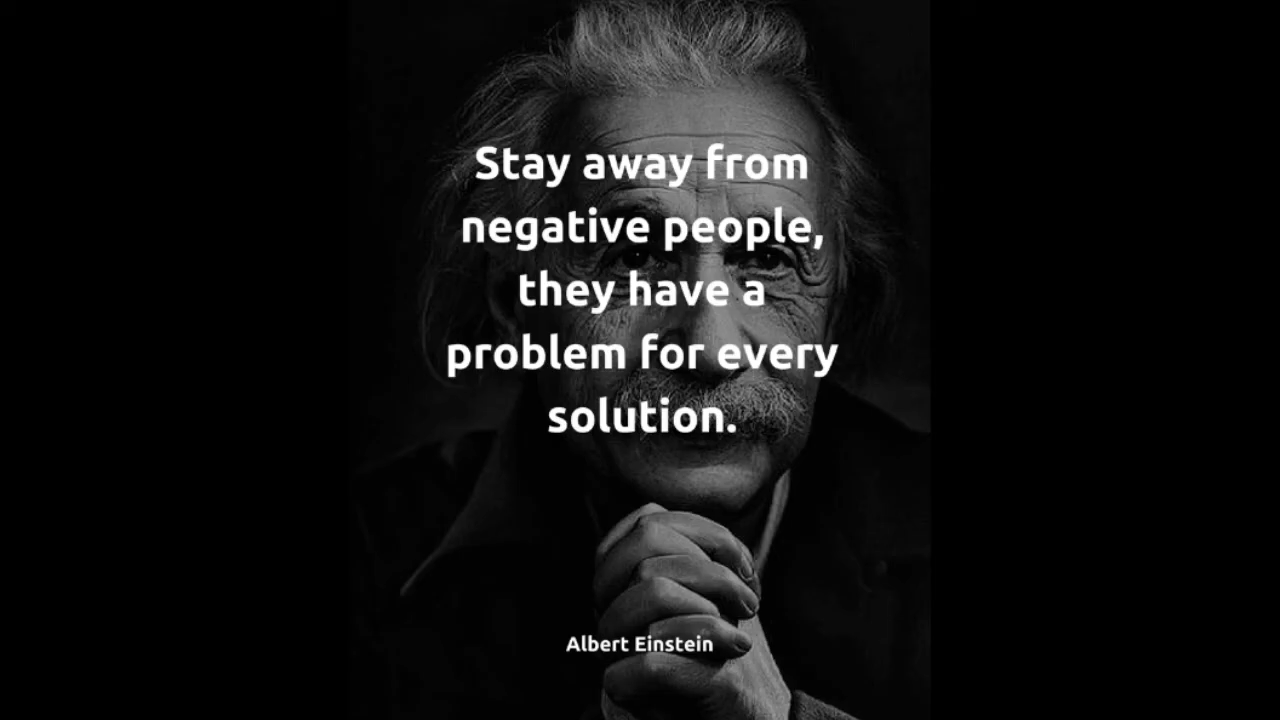 Stay away from
negative people,
they have a
problem for every
solution.
Albert Einstein